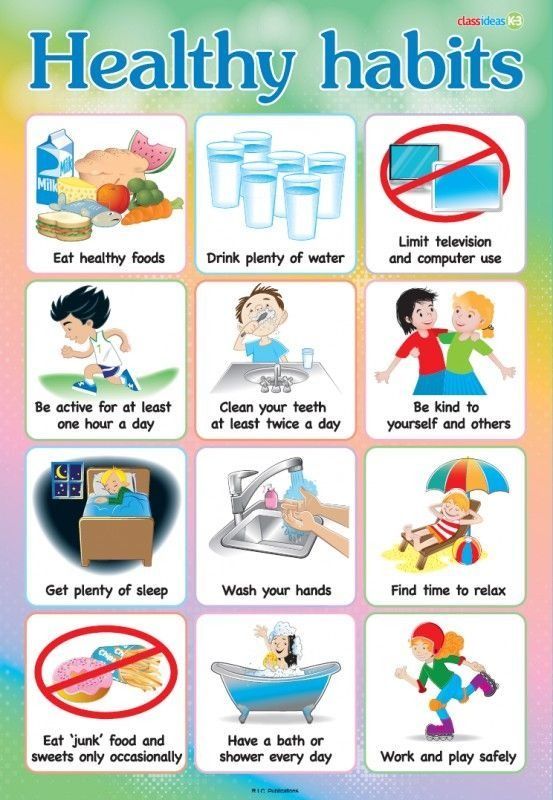 classideas K-3
Healthy habits
Milk
Milk
Eat healthy foods
Drink plenty of water
Limit television
and computer use
Be active for at least
one hour a day
Clean your teeth
at least twice a day
Be kind to
yourself and others
Get plenty of sleep
Wash your hands
Find time to relax
Eat ‘junk’ food and
sweets only occasionally
Have a bath or
shower every day
Work and play safely
R.I.C. Publications